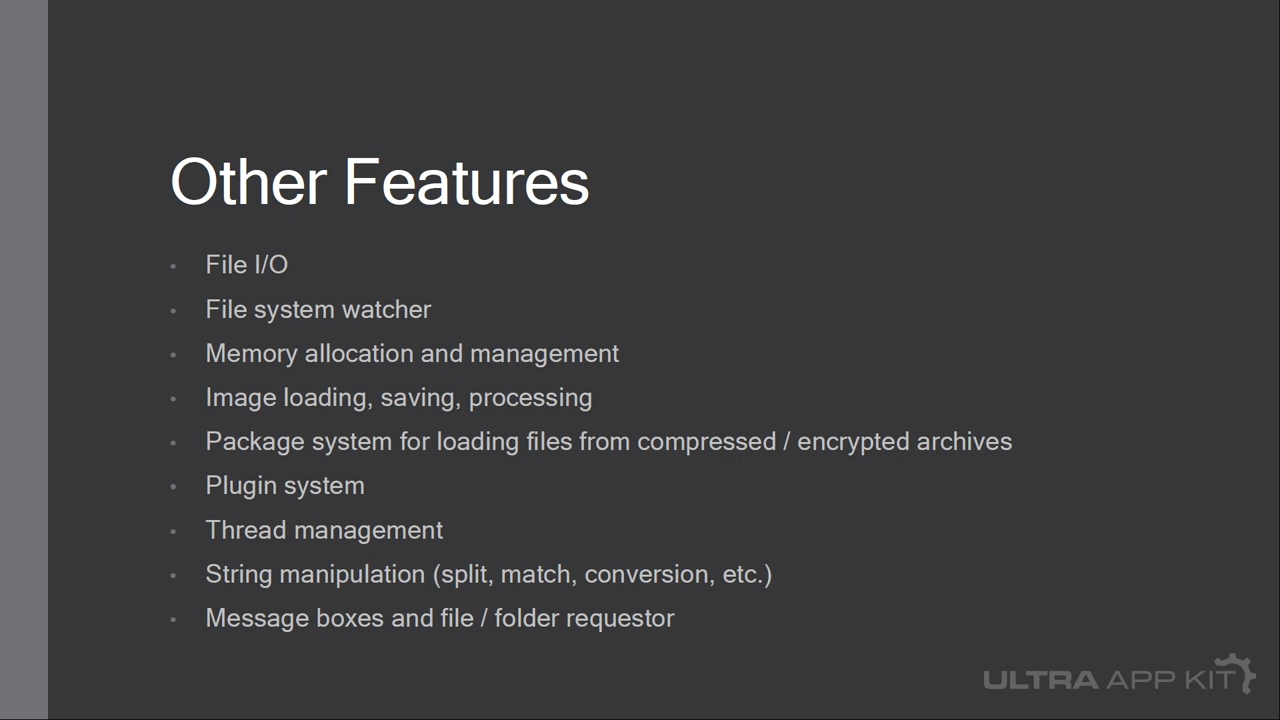 Other Features
• File I/O
• File system watcher
• Memory allocation and management
• Image loading, saving, processing
• Package system for loading files from compressed / encrypted archives
• Plugin system
• Thread management
• String manipulation (split, match, conversion, etc.)
• Message boxes and file / folder requestor
ULTRA APP KIT